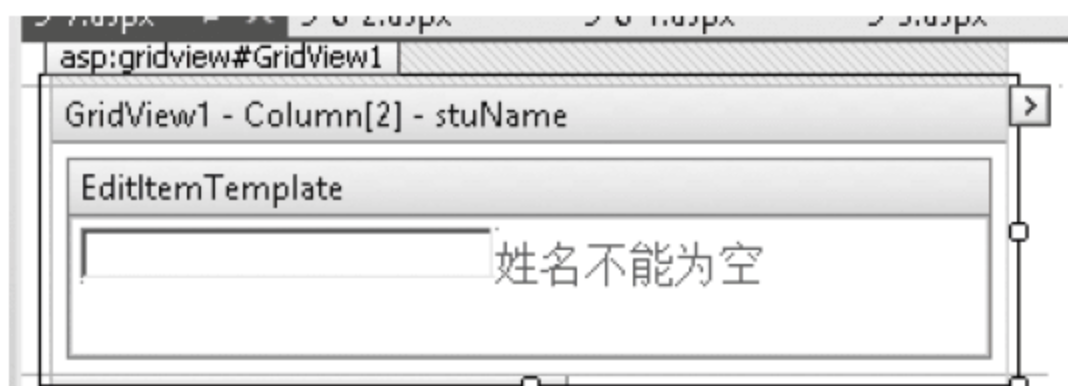 asp:gridview#GridView1
GridView1 - Column[2] - stuName
EditItemTemplate
姓名不能为空